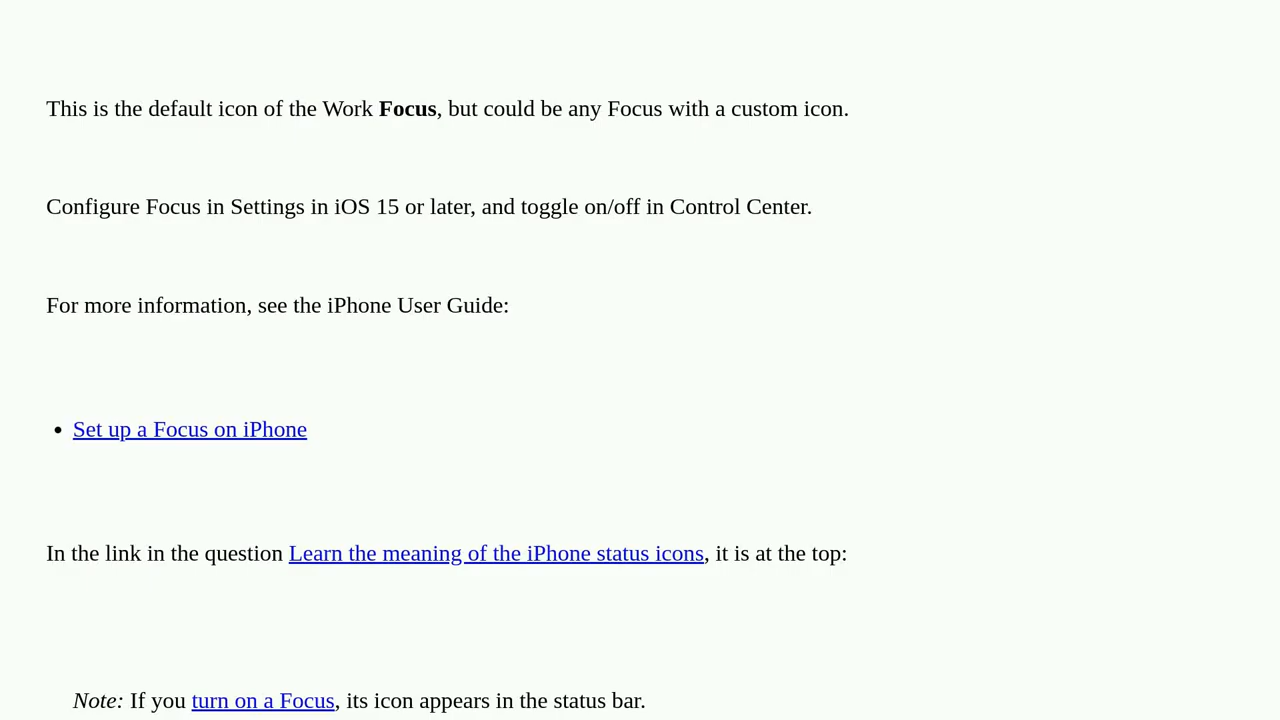 This is the default icon of the Work Focus, but could be any Focus with a custom icon.
Configure Focus in Settings in iOS 15 or later, and toggle on/off in Control Center.
For more information, see the iPhone User Guide:
• Set up a Focus on iPhone
In the link in the question Learn the meaning of the iPhone status icons, it is at the top:
Note: If you turn on a Focus, its icon appears in the status bar.